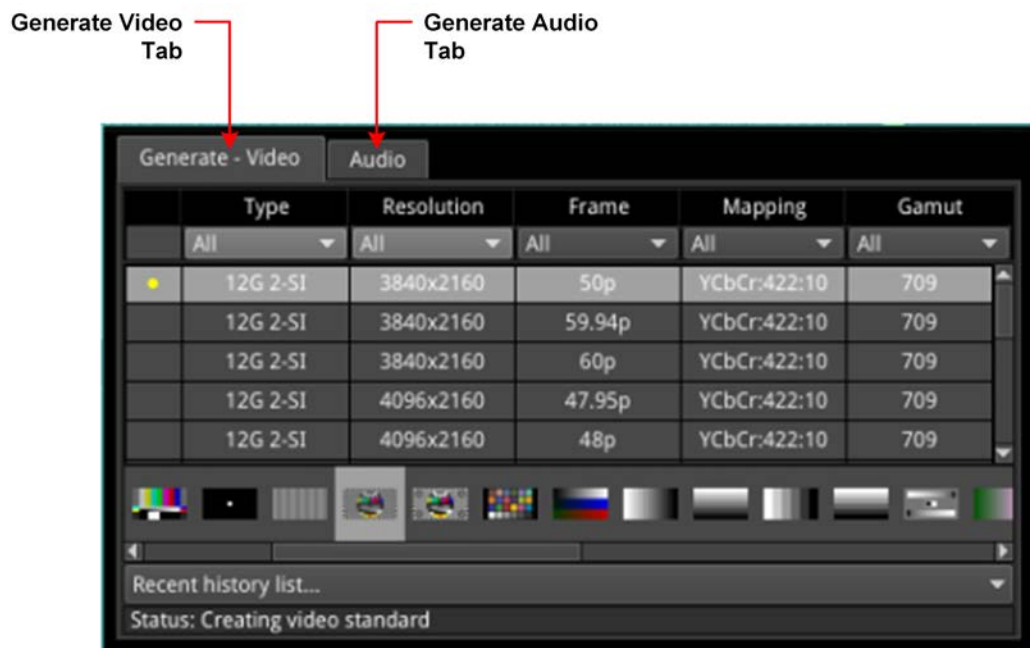 Generate Video
Tab
Generate Audio
Tab
Generate - Video Audio
Type Resolution Frame Mapping Gamut
All All All All All
12G 2-SI 3840x2160 50p YCbCr:422:10 709
12G 2-SI 3840x2160 59.94p YCbCr:422:10 709
12G 2-SI 3840x2160 60p YCbCr:422:10 709
12G 2-SI 4096x2160 47.95p YCbCr:422:10 709
12G 2-SI 4096x2160 48p YCbCr:422:10 709
Recent history list...
Status: Creating video standard